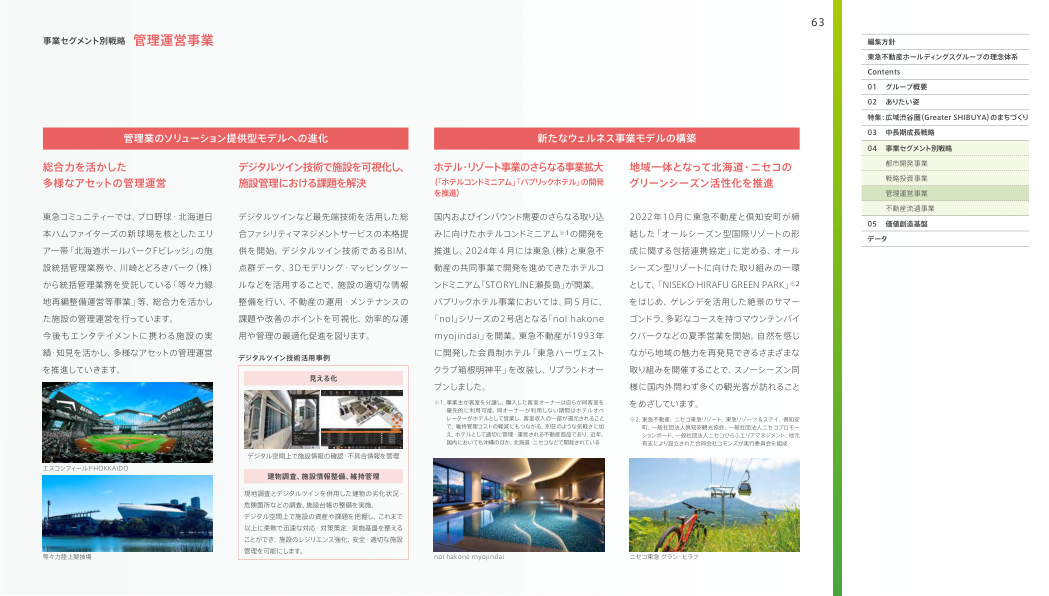 63
事業セグメント別戦略 管理運営事業
管理業のソリューション提供型モデルへの進化
総合力を活かした
多様なアセットの管理運営
東急コミュニティーでは、プロ野球・北海道日
本ハムファイターズの新球場を核としたエリ
ア一帯「北海道ボールパークFビレッジ」の施
設統括管理業務や、川崎とどろきパーク（株）
から統括管理業務を受託している「等々力緑
地再編整備運営等事業」等、総合力を活かし
た施設の管理運営を行っています。
今後もエンタテイメントに携わる施設の実
績・知見を活かし、多様なアセットの管理運営
を推進していきます。
エスコンフィールドHOKKAIDO
等々力陸上競技場
デジタルツイン技術で施設を可視化し、
施設管理における課題を解決
デジタルツインなど最先端技術を活用した総
合ファシリティマネジメントサービスの本格提
供を開始。デジタルツイン技術であるBIM、
点群データ、3Dモデリング・マッピングツー
ルなどを活用することで、施設の適切な情報
整備を行い、不動産の運用・メンテナンスの
課題や改善のポイントを可視化、効率的な運
用や管理の最適化促進を図ります。
デジタルツイン技術活用事例
見える化
デジタル空間上で施設情報の確認・不具合情報を管理
建物調査、施設情報整備、維持管理
現地調査とデジタルツインを併用した建物の劣化状況・
危険箇所などの調査、施設台帳の整備を実施。
デジタル空間上で施設の資産や課題を把握し、これまで
以上に柔軟で迅速な対応・対策策定・実施基盤を整える
ことができ、施設のレジリエンス強化、安全・適切な施設
管理を可能にします。
新たなウェルネス事業モデルの構築
ホテル・リゾート事業のさらなる事業拡大
（「ホテルコンドミニアム」「パブリックホテル」の開発
を推進）
国内およびインバウンド需要のさらなる取り込
みに向けたホテルコンドミニアム※1の開発を
推進し、2024年4月には東急（株）と東急不
動産の共同事業で開発を進めてきたホテルコ
ンドミニアム「STORYLINE瀬長島」が開業。
パブリックホテル事業においては、同5月に、
「nol」シリーズの2号店となる「nol hakone
myojindai」を開業。東急不動産が1993年
に開発した会員制ホテル「東急ハーヴェスト
クラブ箱根明神平」を改装し、リブランドオー
プンしました。
※1. 事業主が客室を分譲し、購入した客室オーナーは自らが同客室を
優先的に利用可能。同オーナーが利用しない期間はホテルオペ
レーターがホテルとして営業し、客室収入の一部が還元されること
で、維持管理コストの軽減にもつながる。別荘のような気軽さに加
え、ホテルとして適切に管理・運営される不動産商品であり、近年、
国内においても沖縄のほか、北海道・ニセコなどで開発されている
nol hakone myojindai
地域一体となって北海道・ニセコの
グリーンシーズン活性化を推進
2022年10月に東急不動産と倶知安町が締
結した「オールシーズン型国際リゾートの形
成に関する包括連携協定」に定める、オール
シーズン型リゾートに向けた取り組みの一環
として、「NISEKO HIRAFU GREEN PARK」※2
をはじめ、ゲレンデを活用した絶景のサマー
ゴンドラ、多彩なコースを持つマウンテンバイ
クパークなどの夏季営業を開始。自然を感じ
ながら地域の魅力を再発見できるさまざまな
取り組みを開催することで、スノーシーズン同
様に国内外問わず多くの観光客が訪れること
をめざしています。
※2. 東急不動産、ニセコ東急リゾート、東急リゾーツ＆ステイ、倶知安
町、一般社団法人倶知安観光協会、一般社団法人ニセコプロモー
ションボード、一般社団法人ニセコひらふエリアマネジメント、地元
有志により設立された合同会社コモンズが実行委員会を組成
ニセコ東急 グラン・ヒラフ
編集方針
東急不動産ホールディングスグループの理念体系
Contents
01 グループ概要
02 ありたい姿
特集：広域渋谷圏（Greater SHIBUYA）のまちづくり
03 中長期成長戦略
04 事業セグメント別戦略
都市開発事業
戦略投資事業
管理運営事業
不動産流通事業
05 価値創造基盤
データ